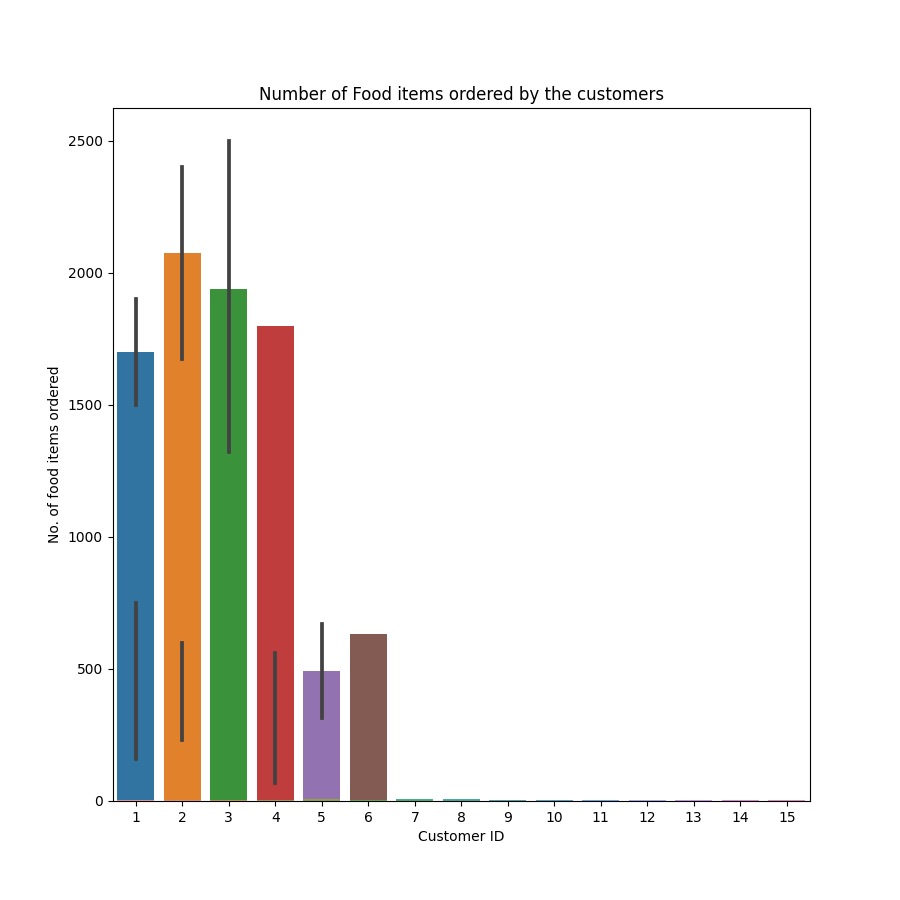 Number of Food items ordered by the customers
No. of food items ordered
2500
2000
1500
1000
500
0
1 2 3 4 5 6 7 8 9 10 11 12 13 14 15
Customer ID